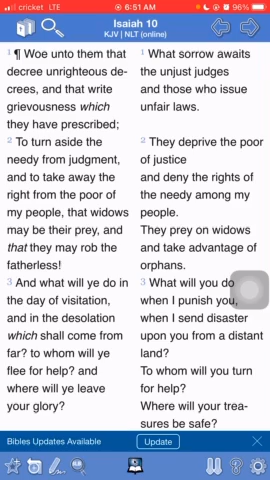 cricket LTE
6:51 AM
96%
Isaiah 10
KJV | NLT (online)
1 ¶ Woe unto them that
decree unrighteous de-
crees, and that write
grievousness which
they have prescribed;
2 To turn aside the
needy from judgment,
and to take away the
right from the poor of
my people, that widows
may be their prey, and
that they may rob the
fatherless!
3 And what will ye do in
the day of visitation,
and in the desolation
which shall come from
far? to whom will ye
flee for help? and
where will ye leave
your glory?
1 What sorrow awaits
the unjust judges
and those who issue
unfair laws.
2 They deprive the poor
of justice
and deny the rights of
the needy among my
people.
They prey on widows
and take advantage of
orphans.
3 What will you do
when I punish you,
when I send disaster
upon you from a distant
land?
To whom will you turn
for help?
Where will your trea-
sures be safe?
Bibles Updates Available
Update